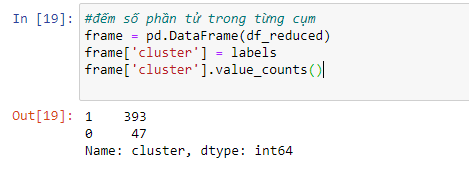 In [19]: #đếm số phần tử trong từng cụm
frame = pd.DataFrame(df_reduced)
frame['cluster'] = labels
frame['cluster'].value_counts()
Out[19]: 1    393
0     47
Name: cluster, dtype: int64